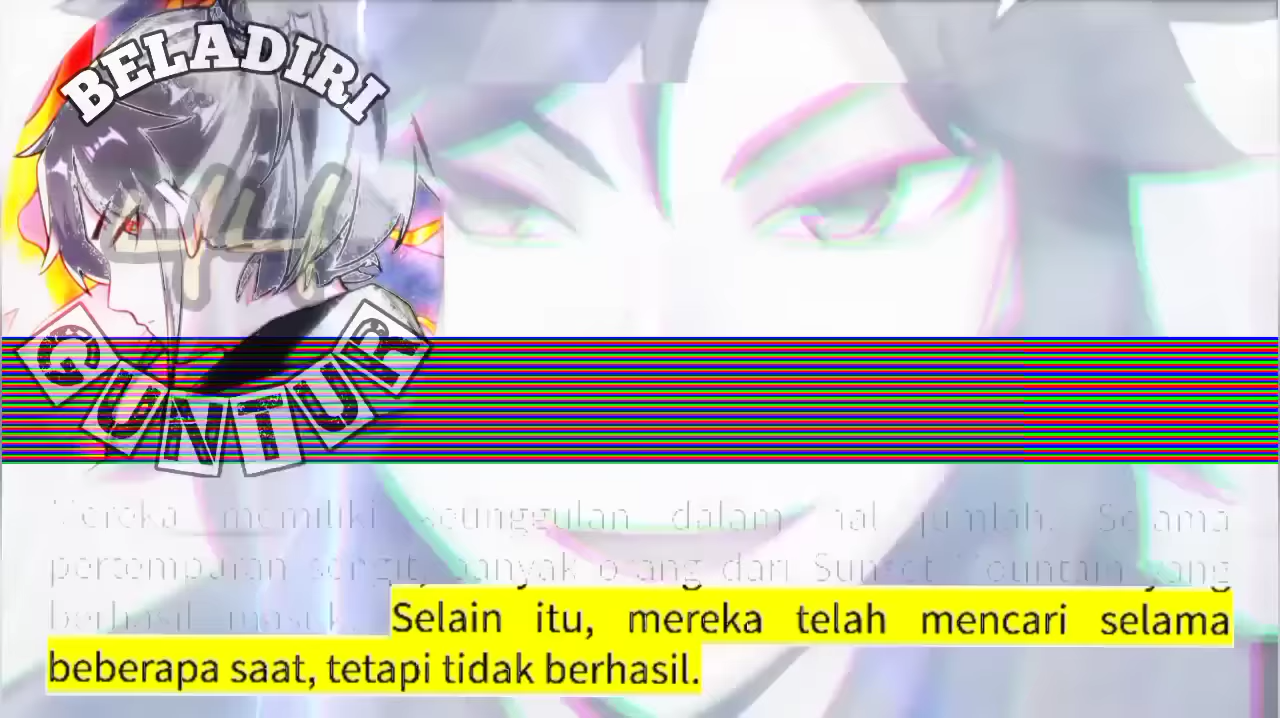 BELADIRI
GUNTUR
Mereka memiliki keunggulan dalam hal jumlah. Selama
pertempuran sengit, banyak orang dari Sunset Mountain yang
berhasil masuk. Selain itu, mereka telah mencari selama
beberapa saat, tetapi tidak berhasil.